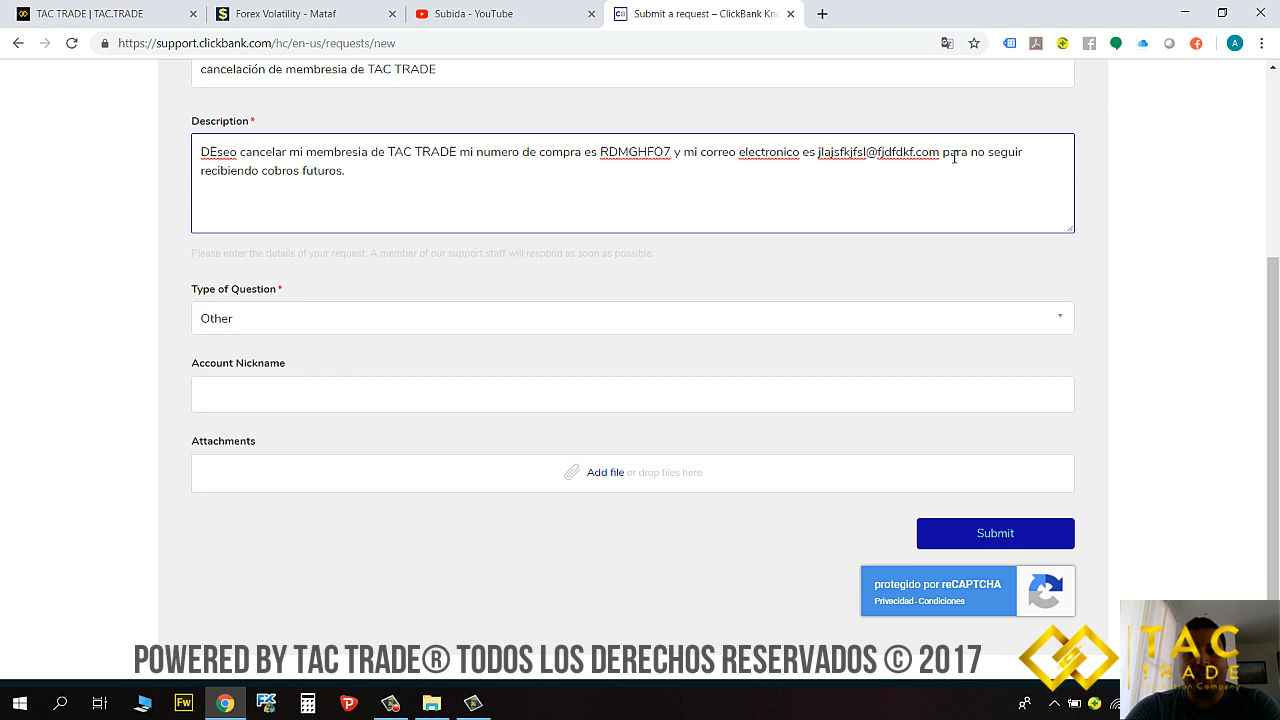 TAC TRADE | TAC.TRADE
Forex Volatility - Mataf
Subida - YouTube
Submit a request – ClickBank Kno
https://support.clickbank.com/hc/en-us/requests/new
A
cancelación de membresia de TAC TRADE
Description*
DEseo cancelar mi membresia de TAC TRADE mi numero de compra es RDMGHFO7 y mi correo electronico es jlajsfkjfsl@fjdfdkf.com para no seguir
recibiendo cobros futuros.
Please enter the details of your request. A member of our support staff will respond as soon as possible.
Type of Question*
Other
Account Nickname
Attachments
Add file or drop files here
Submit
protegido por reCAPTCHA
Privacidad - Condiciones
POWERED BY TAC TRADE® TODOS LOS DERECHOS RESERVADOS © 2017
TAC
TRADE
Company
Fw